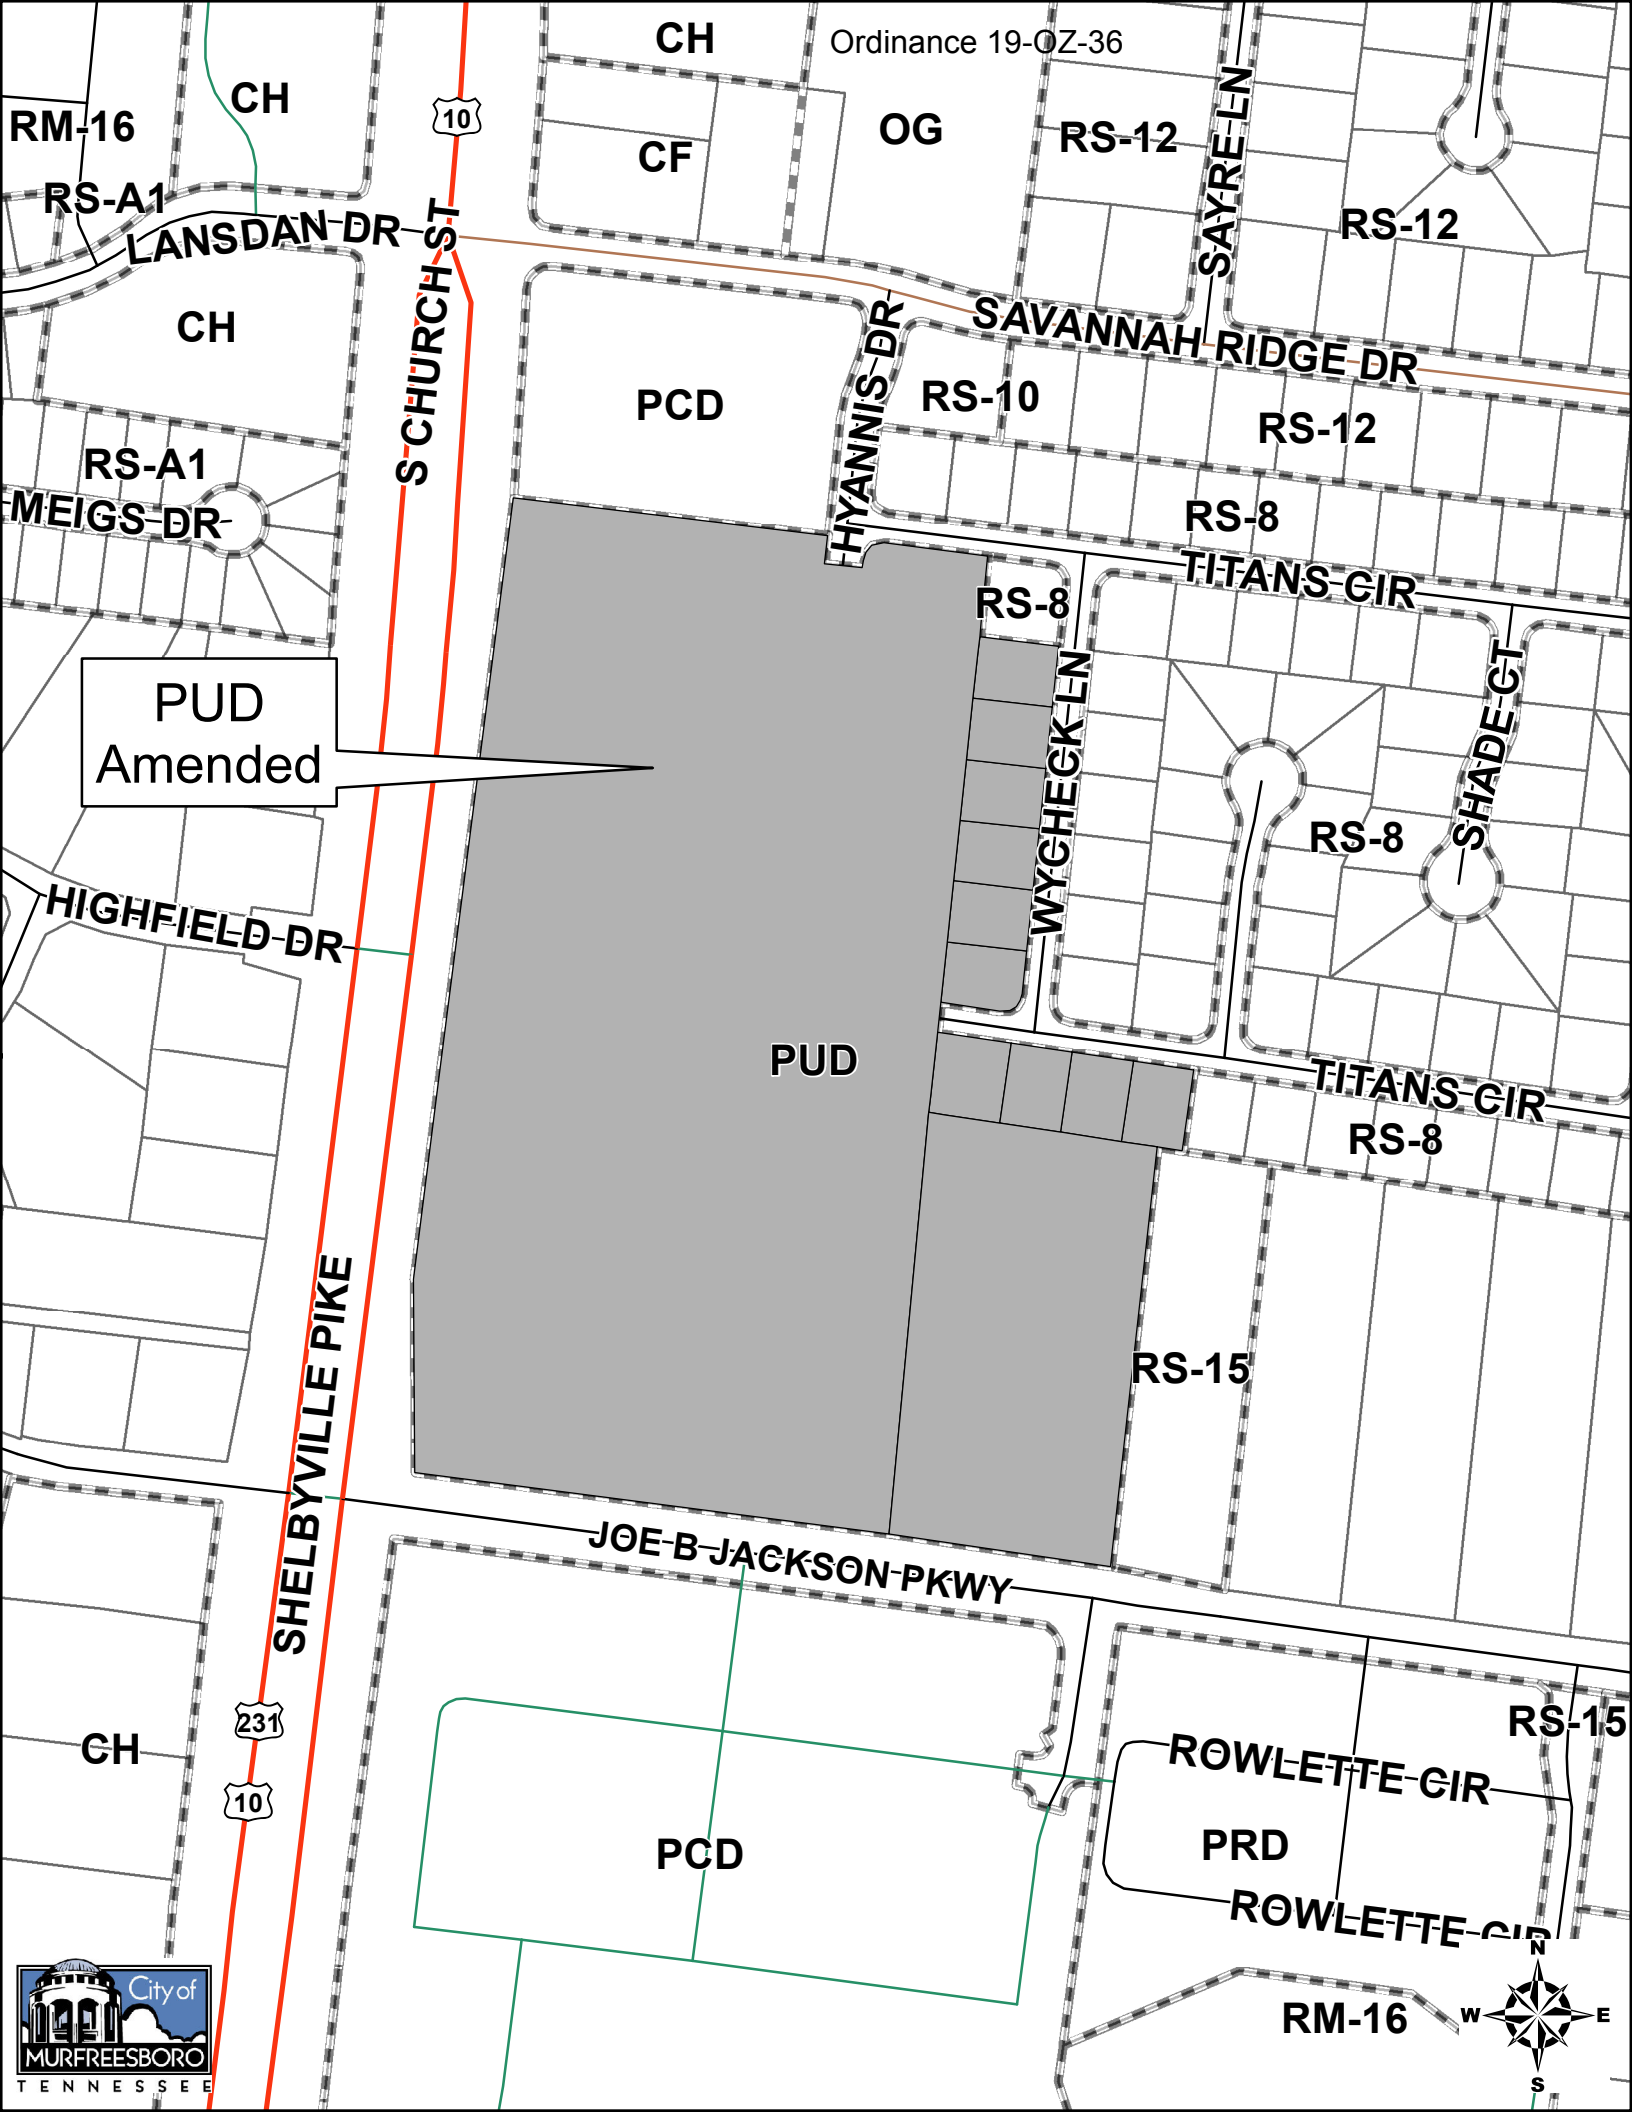 CH
Ordinance 19-OZ-36
CH
10
RM-16
OG
RS-12
SAYRE LN
CF
RS-A1
LANSDAN DR
RS-12
S CHURCH ST
CH
HYANNIS DR
SAVANNAH RIDGE DR
PCD
RS-10
RS-12
RS-A1
MEIGS DR
RS-8
TITANS CIR
RS-8
PUD
Amended
WYCHECK LN
SHADE CT
RS-8
HIGHFIELD DR
PUD
TITANS CIR
RS-8
SHELBYVILLE PIKE
RS-15
JOE B JACKSON PKWY
231
CH
10
RS-15
ROWLETTE CIR
PCD
PRD
ROWLETTE CIR
N
W
E
S
RM-16
City of
MURFREESBORO
TENNESSEE